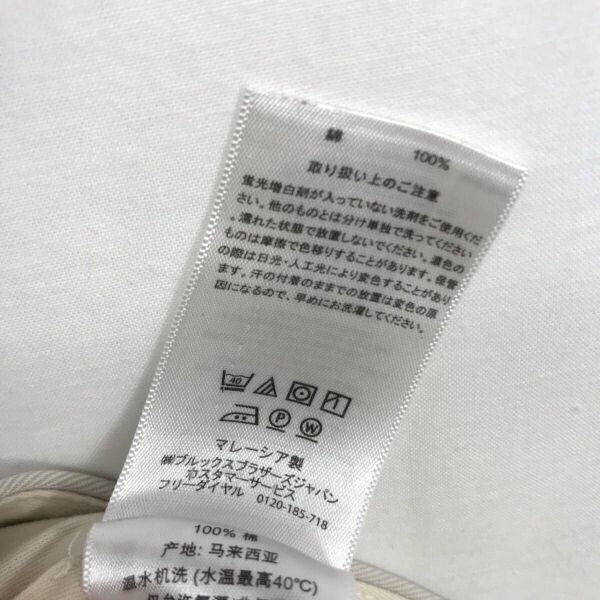 綿 100%
取り扱い上のご注意
蛍光増白剤が入っていない洗剤をご使用くだ
さい。他のものとは分け単独で洗ってください
。濡れた状態で放置しないでください。濃色の
ものは摩擦で色移りすることがあります。保管
の際は日光・人工光により変色することがあり
ます。汗の付着のままでの放置は変色の原
因になるので、早めにお洗濯してください。
40
1
P W
マレーシア製
㈱ブルックスブラザーズジャパン
カスタマーサービス
フリーダイヤル 0120-185-718
100% 棉
产地: 马来西亚
温水机洗 (水温最高40°C)